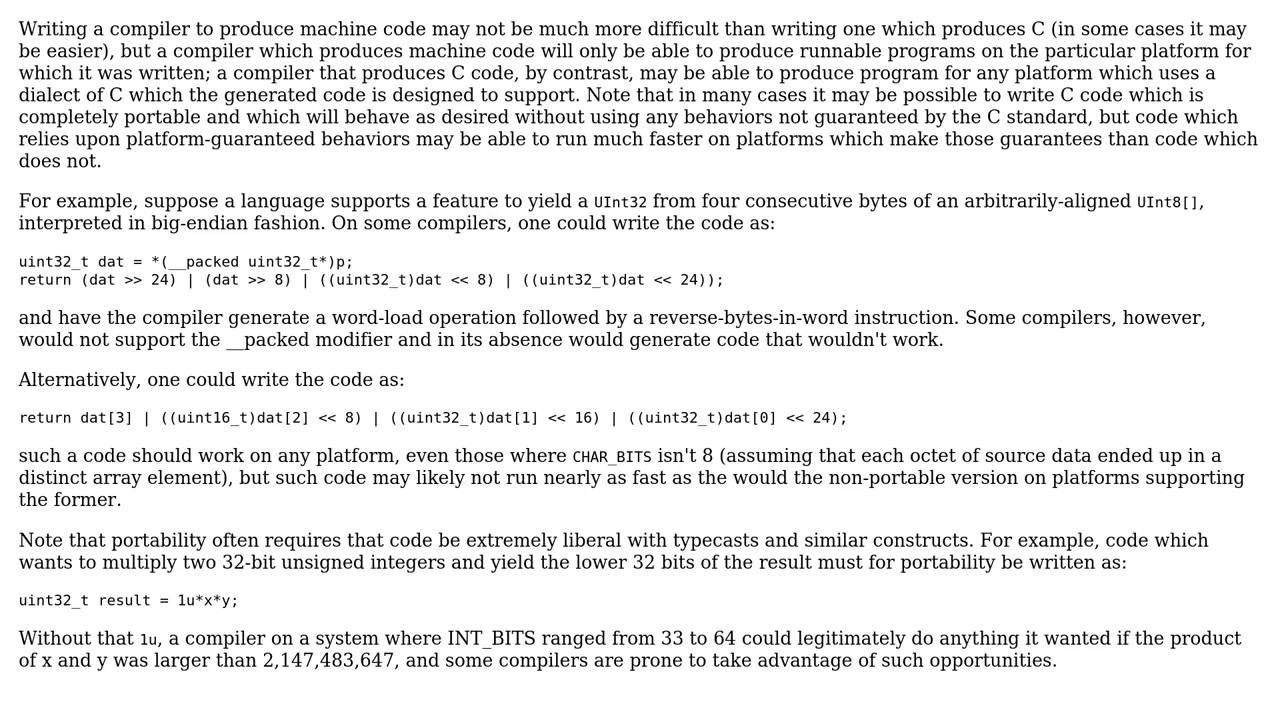 Writing a compiler to produce machine code may not be much more difficult than writing one which produces C (in some cases it may
be easier), but a compiler which produces machine code will only be able to produce runnable programs on the particular platform for
which it was written; a compiler that produces C code, by contrast, may be able to produce program for any platform which uses a
dialect of C which the generated code is designed to support. Note that in many cases it may be possible to write C code which is
completely portable and which will behave as desired without using any behaviors not guaranteed by the C standard, but code which
relies upon platform-guaranteed behaviors may be able to run much faster on platforms which make those guarantees than code which
does not.
For example, suppose a language supports a feature to yield a UInt32 from four consecutive bytes of an arbitrarily-aligned UInt8[],
interpreted in big-endian fashion. On some compilers, one could write the code as:
uint32_t dat = *(__packed uint32_t*)p;
return (dat >> 24) | (dat >> 8) | ((uint32_t)dat << 8) | ((uint32_t)dat << 24));
and have the compiler generate a word-load operation followed by a reverse-bytes-in-word instruction. Some compilers, however,
would not support the __packed modifier and in its absence would generate code that wouldn't work.
Alternatively, one could write the code as:
return dat[3] | ((uint16_t)dat[2] << 8) | ((uint32_t)dat[1] << 16) | ((uint32_t)dat[0] << 24);
such a code should work on any platform, even those where CHAR_BITS isn't 8 (assuming that each octet of source data ended up in a
distinct array element), but such code may likely not run nearly as fast as the would the non-portable version on platforms supporting
the former.
Note that portability often requires that code be extremely liberal with typecasts and similar constructs. For example, code which
wants to multiply two 32-bit unsigned integers and yield the lower 32 bits of the result must for portability be written as:
uint32_t result = 1u*x*y;
Without that 1u, a compiler on a system where INT_BITS ranged from 33 to 64 could legitimately do anything it wanted if the product
of x and y was larger than 2,147,483,647, and some compilers are prone to take advantage of such opportunities.